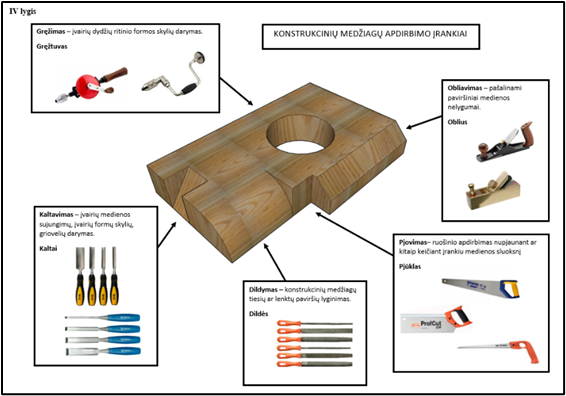 IV lygis
Gręžimas – įvairių dydžių ritinio formos skylių darymas.
Gręžtuvas
KONSTRUKCINIŲ MEDŽIAGŲ APDIRBIMO ĮRANKIAI
Obliavimas – pašalinami
paviršiniai medienos
nelygumai.
Oblius
Kaltavimas – įvairių medienos
sujungimų, įvairių formų skylių,
griovelių darymas.
Kaltai
Dildymas – konstrukcinių medžiagų
tiesių ar lenktų paviršių lyginimas.
Dildės
Pjovimas– ruošinio apdirbimas nupjaunant ar
kitaip keičiant įrankiu medienos sluoksnį
Pjūklas
ProfCut